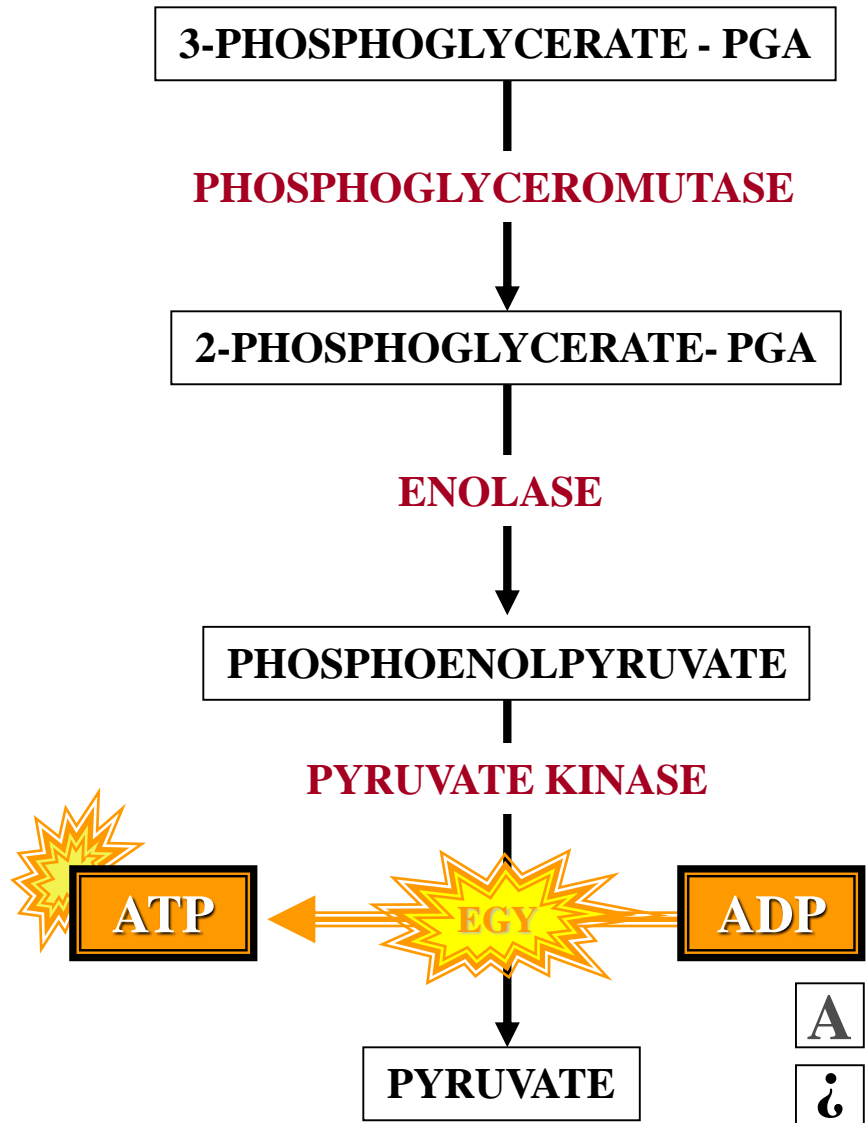 3-PHOSPHOGLYCERATE - PGA
PHOSPHOGLYCEROMUTASE
2-PHOSPHOGLYCERATE- PGA
ENOLASE
PHOSPHOENOLPYRUVATE
PYRUVATE KINASE
ATP
EGY
ADP
A
PYRUVATE
¿